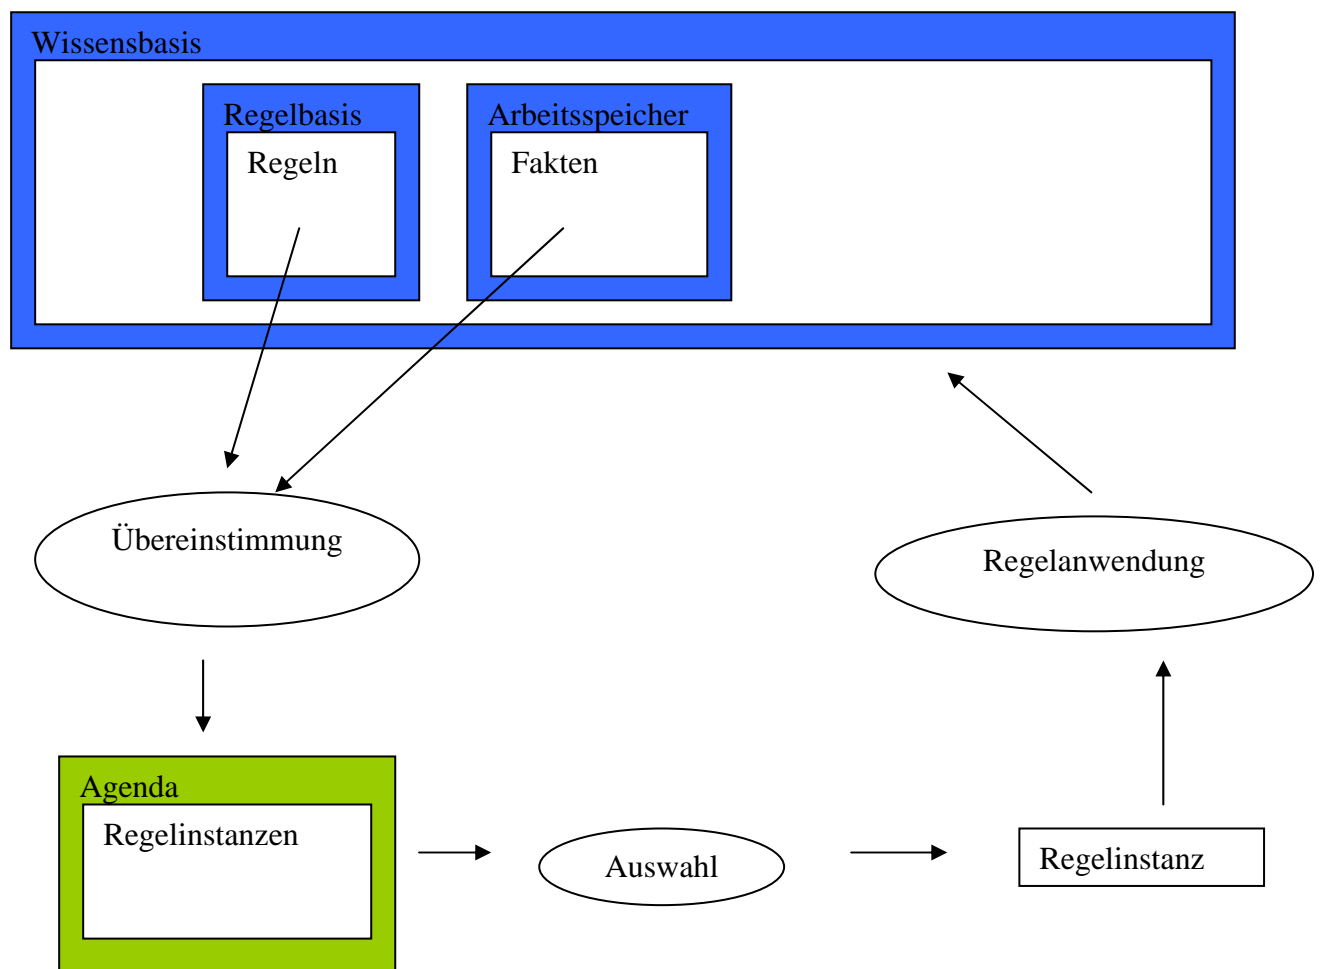 Wissensbasis
Regelbasis
Arbeitsspeicher
Regeln
Fakten
Übereinstimmung
Regelanwendung
Agenda
Regelinstanzen
Auswahl
Regelinstanz